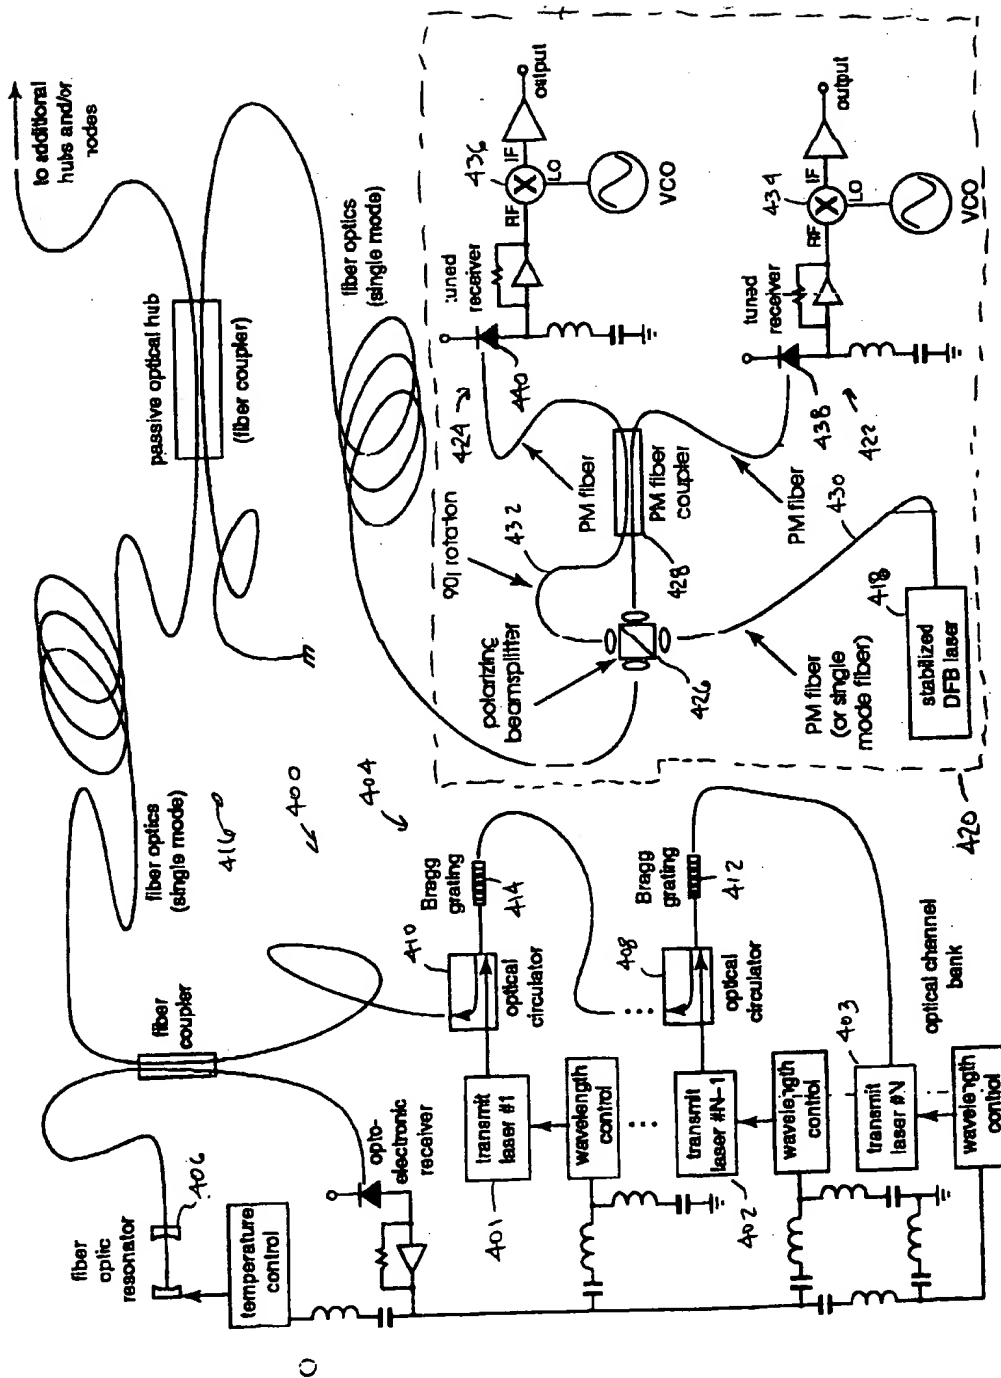 to additional
hubs and/or
nodes
passive optical hub
(fiber coupler)
fiber optics
(single mode)
fiber optics
(single mode)
fiber
coupler
fiber
optic
resonator
406
temperature
control
opto-
electronic
receiver
416
400
404
410
Bragg
grating
414
optical
circulator
transmit
laser #1
401
wavelength
control
408
Bragg
grating
412
optical
circulator
transmit
laser #N-1
402
wavelength
control
403
transmit
laser #N
wavelength
control
optical channel
bank
output
436
IF
LO
RF
VCO
tuned
receiver
440
424
PM fiber
PM fiber
coupler
428
432
90° rotation
polarizing
beamsplitter
426
output
434
IF
LO
RF
VCO
tuned
receiver
438
422
PM fiber
430
PM fiber
(or single
mode fiber)
418
stabilized
DFB laser
420